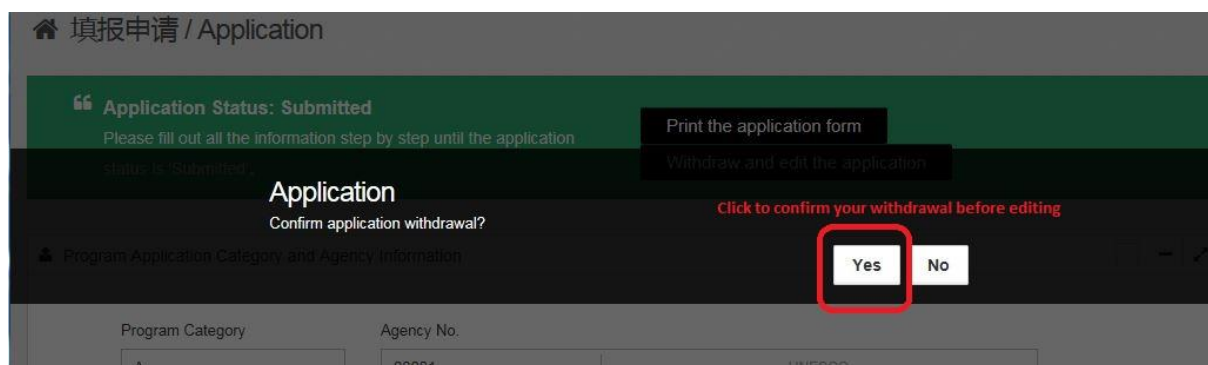 填报申请 / Application
Application Status: Submitted
Please fill out all the information step by step until the application
status is 'Submitted'.
Print the application form
Withdraw and edit the application
Application
Confirm application withdrawal?
Click to confirm your withdrawal before editing
Yes
No
Program Application Category and Agency Information
Program Category
Agency No.